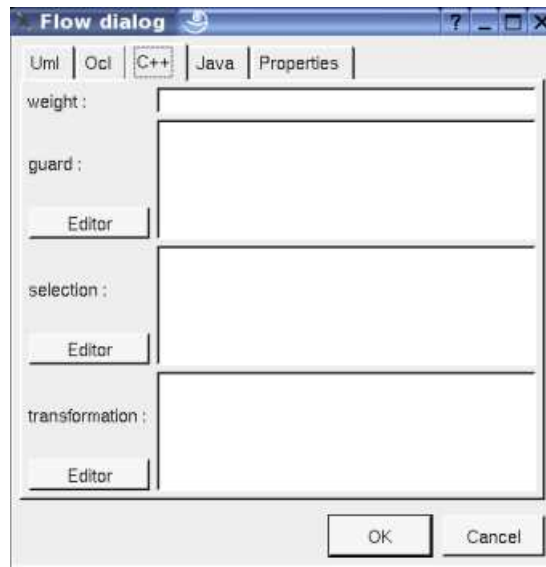 Flow dialog ?
Uml Ocl C++ Java Properties
weight :
guard :
Editor
selection :
Editor
transformation :
Editor
OK Cancel